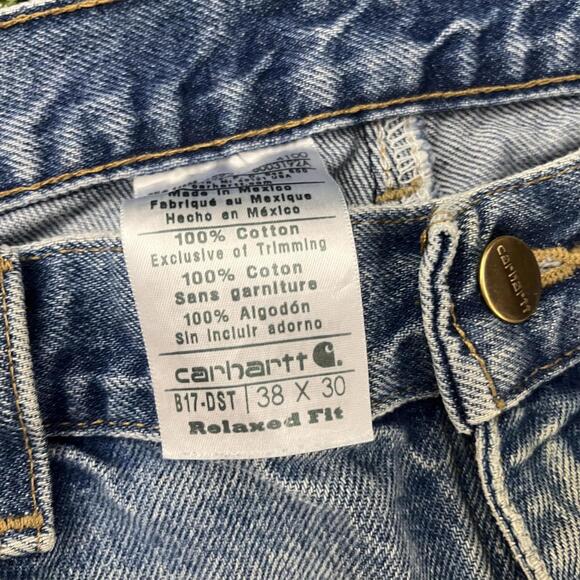 Made in Mexico
Fabriqué au Mexique
Hecho en México
100% Cotton
Exclusive of Trimming
100% Coton
Sans garniture
100% Algodón
Sin incluir adorno
carhartt
B17-DST 38 X 30
Relaxed Fit
carhartt